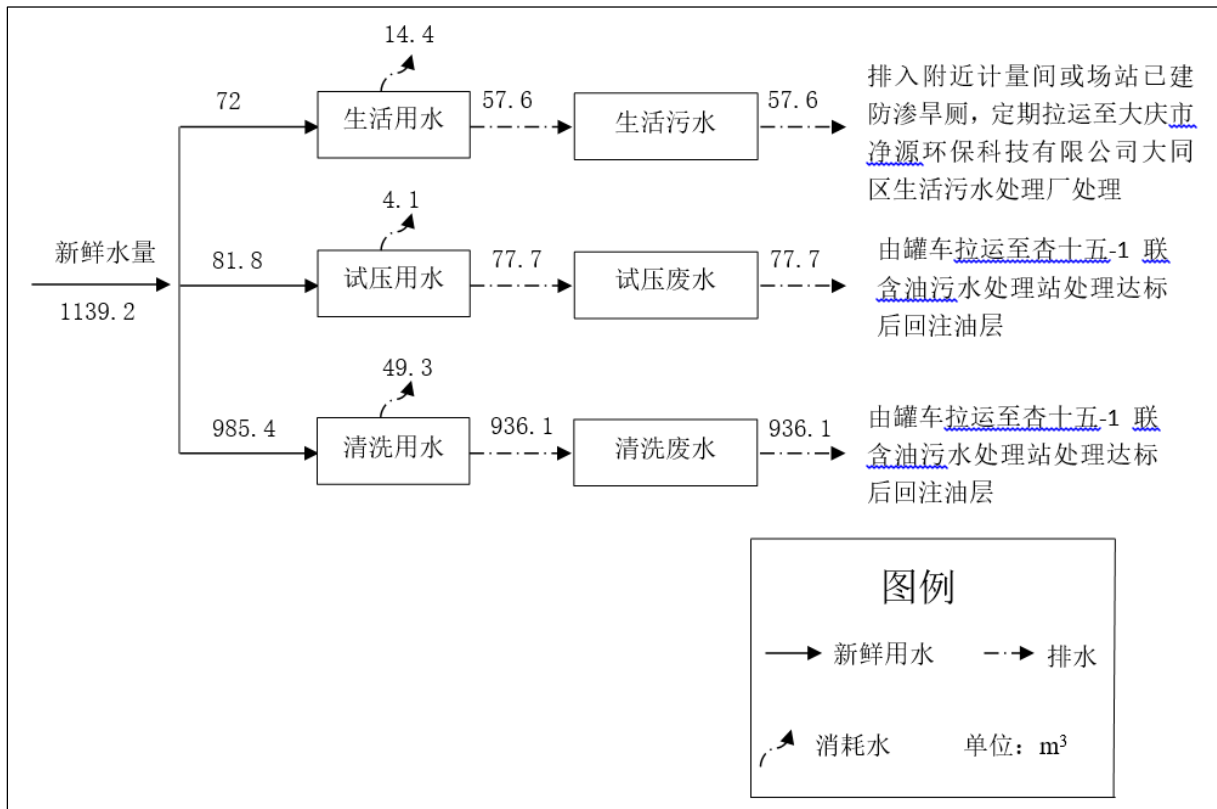 14.4
72
生活用水
57.6
生活污水
57.6
排入附近计量间或场站已建
防渗旱厕，定期拉运至大庆市
净源环保科技有限公司大同
区生活污水处理厂处理
4.1
新鲜水量
1139.2
81.8
试压用水
77.7
试压废水
77.7
由罐车拉运至杏十五-1 联
含油污水处理站处理达标
后回注油层
49.3
985.4
清洗用水
936.1
清洗废水
936.1
由罐车拉运至杏十五-1 联
含油污水处理站处理达标
后回注油层
图例
新鲜用水
排水
消耗水
单位：m³